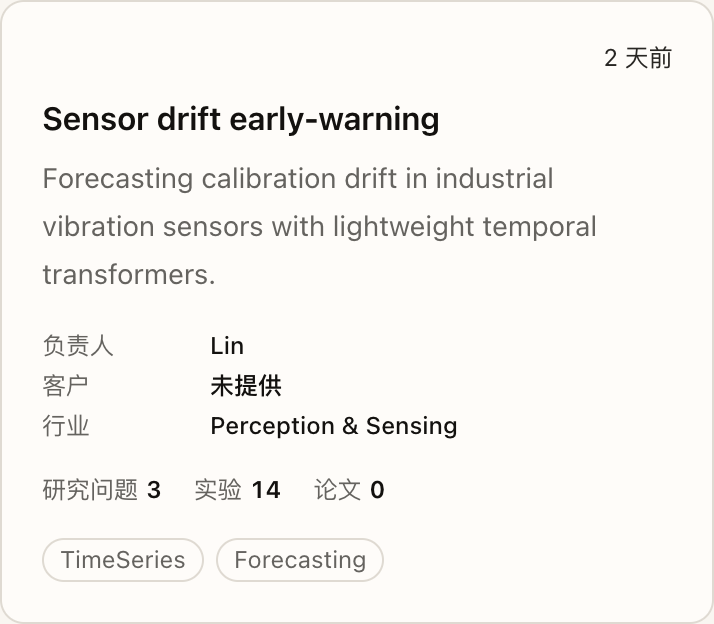 2 天前
Sensor drift early-warning
Forecasting calibration drift in industrial
vibration sensors with lightweight temporal
transformers.
负责人 Lin
客户 未提供
行业 Perception & Sensing
研究问题 3 实验 14 论文 0
TimeSeries Forecasting